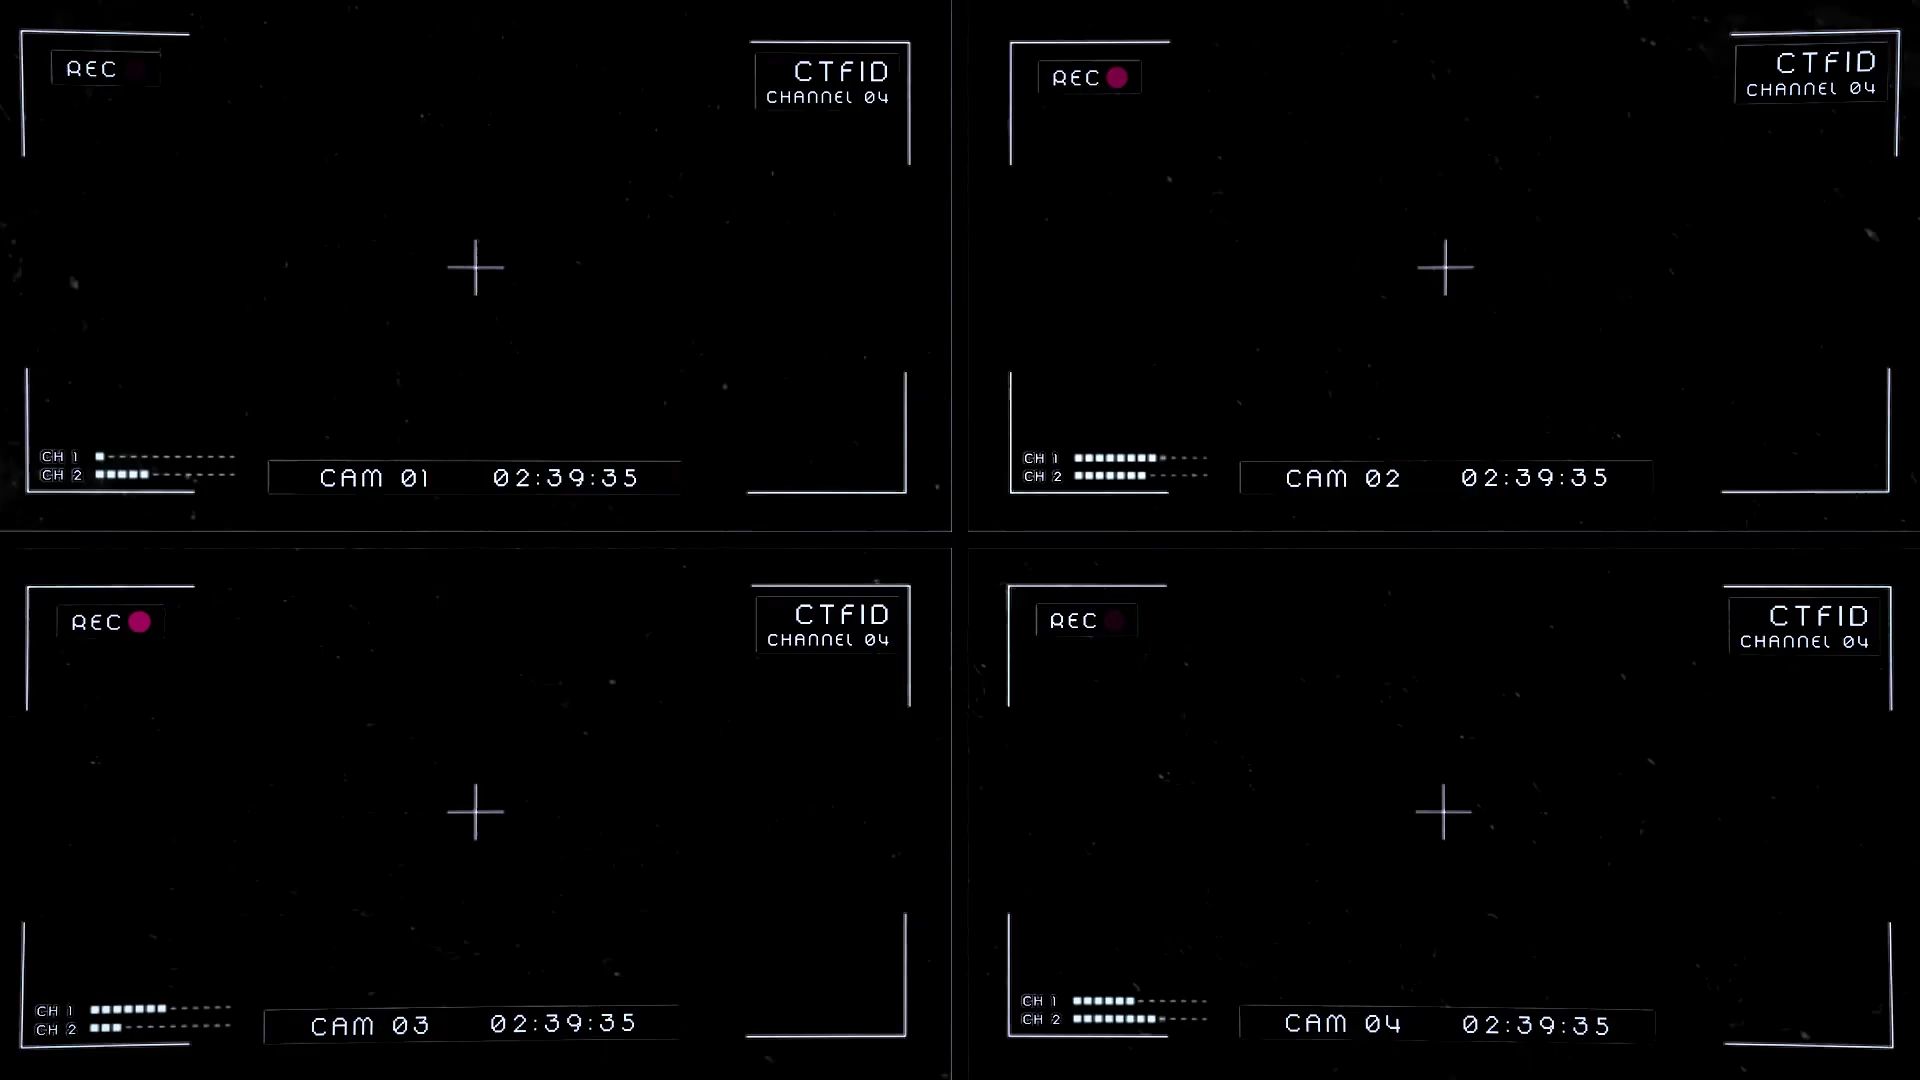 REC
CTFID
CHANNEL 04
CH 1
CH 2
CAM 01 02:39:35
REC
CTFID
CHANNEL 04
CH 1
CH 2
CAM 02 02:39:35
REC
CTFID
CHANNEL 04
CH 1
CH 2
CAM 03 02:39:35
REC
CTFID
CHANNEL 04
CH 1
CH 2
CAM 04 02:39:35